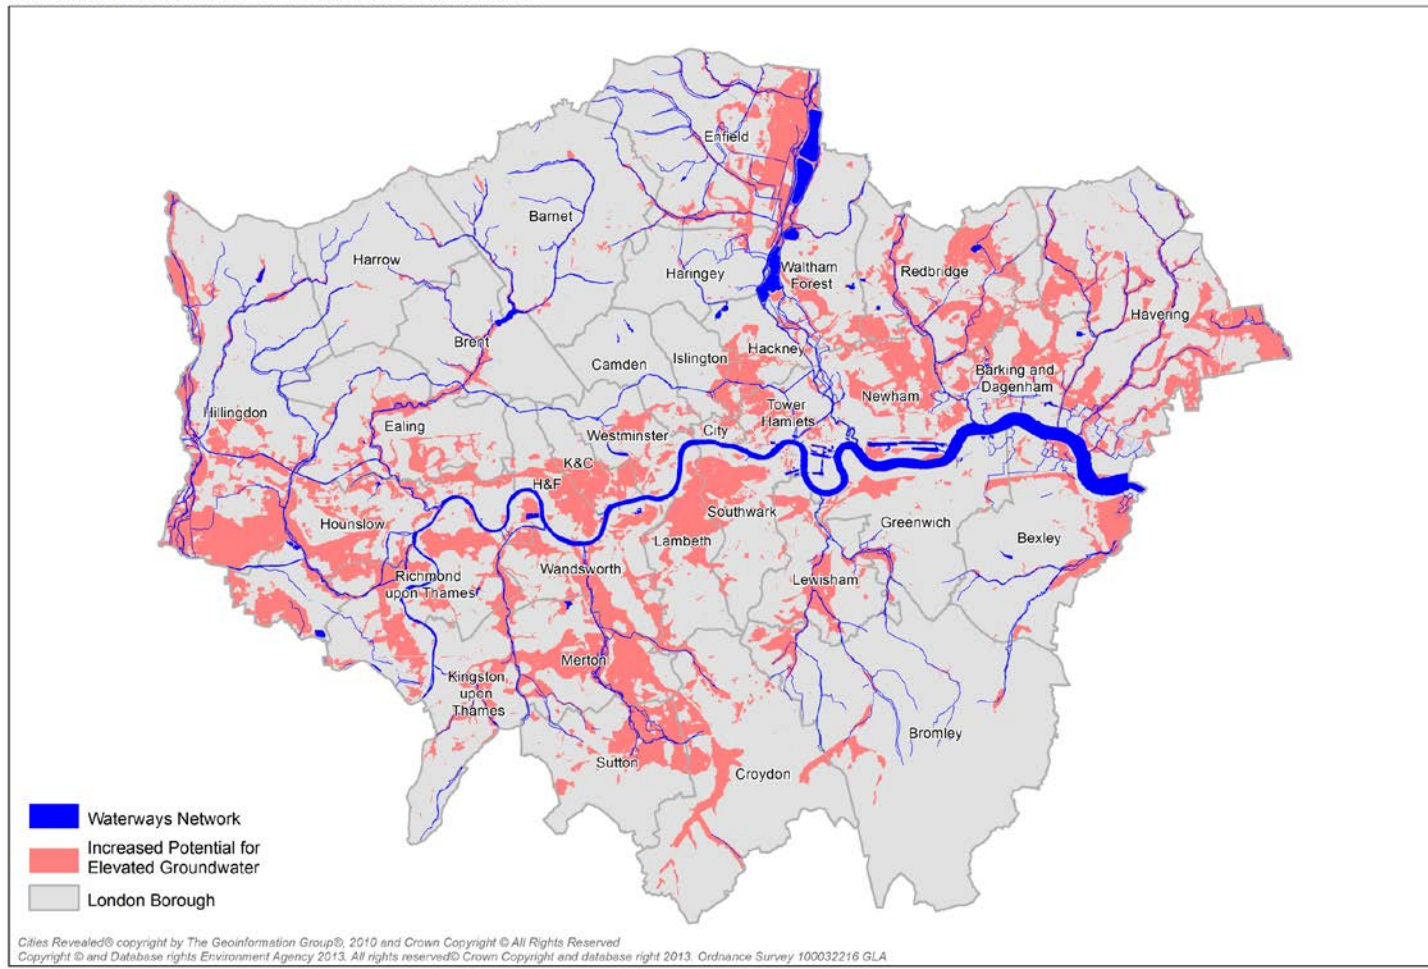 Enfield
Barnet
Harrow
Haringey
Waltham
Forest
Redbridge
Havering
Brent
Camden
Islington
Hackney
Barking and
Dagenham
Hillingdon
Ealing
Newham
Tower
Hamlets
Westminster
City
K&C
H&F
Hounslow
Southwark
Greenwich
Lambeth
Bexley
Wandsworth
Richmond
upon Thames
Lewisham
Merton
Kingston
upon
Thames
Bromley
Sutton
Croydon
Waterways Network
Increased Potential for
Elevated Groundwater
London Borough
Cities Revealed® copyright by The Geoinformation Group®, 2010 and Crown Copyright © All Rights Reserved
Copyright © and Database rights Environment Agency 2013. All rights reserved© Crown Copyright and database right 2013. Ordnance Survey 100032216 GLA